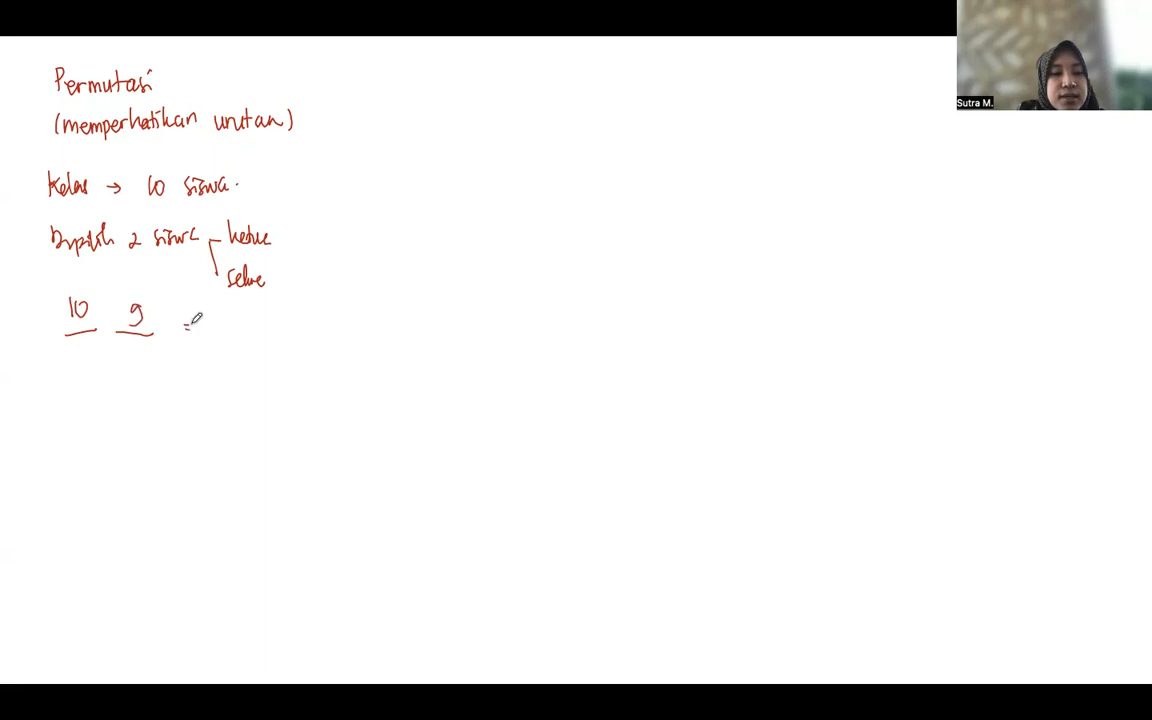 Permutasi
(memperhatikan urutan)
Kelas → 10 siswa.
Dipilih 2 siswa ketua
sekre
10 9 =
Sutra M.